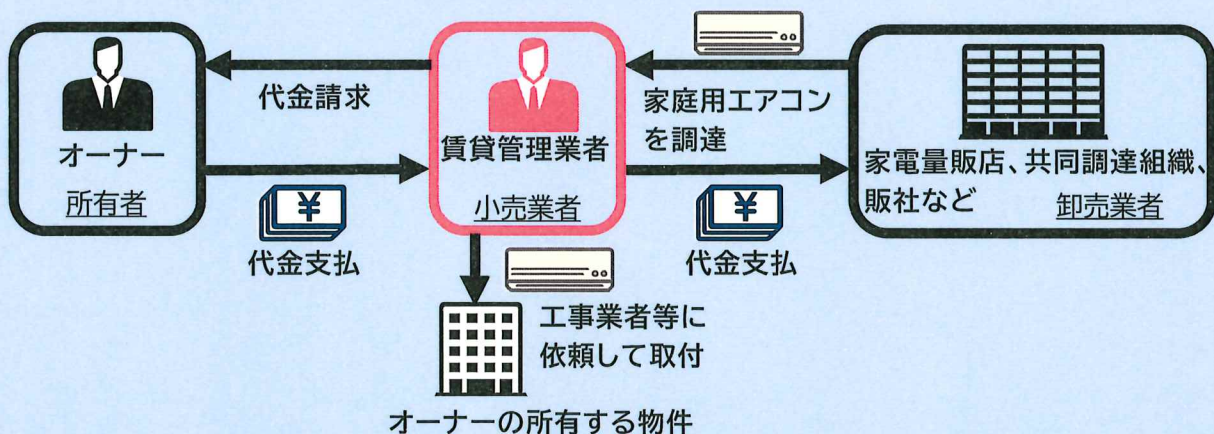 代金請求
オーナー
所有者
代金支払
賃貸管理業者
小売業者
家庭用エアコン
を調達
代金支払
家電量販店、共同調達組織、
販社など
卸売業者
工事業者等に
依頼して取付
オーナーの所有する物件
¥
¥